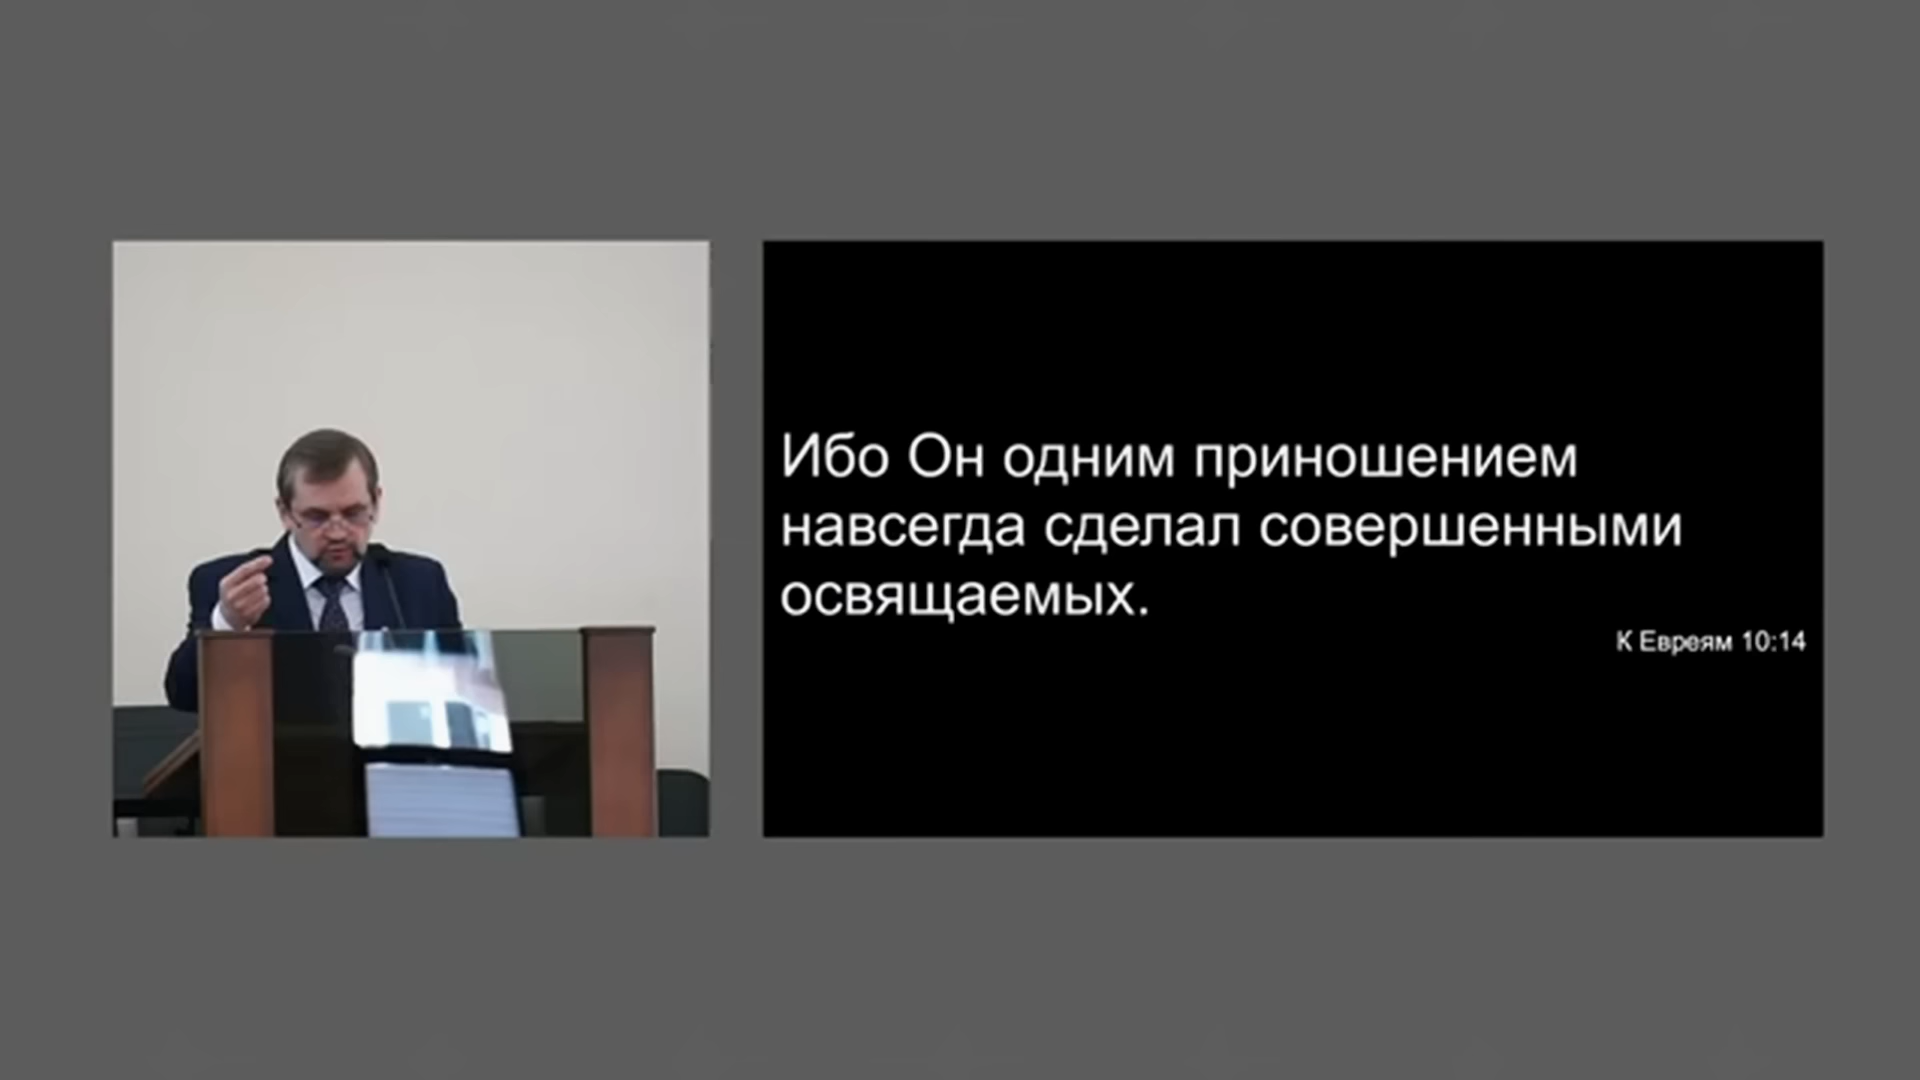 Ибо Он одним приношением
навсегда сделал совершенными
освящаемых.
К Евреям 10:14